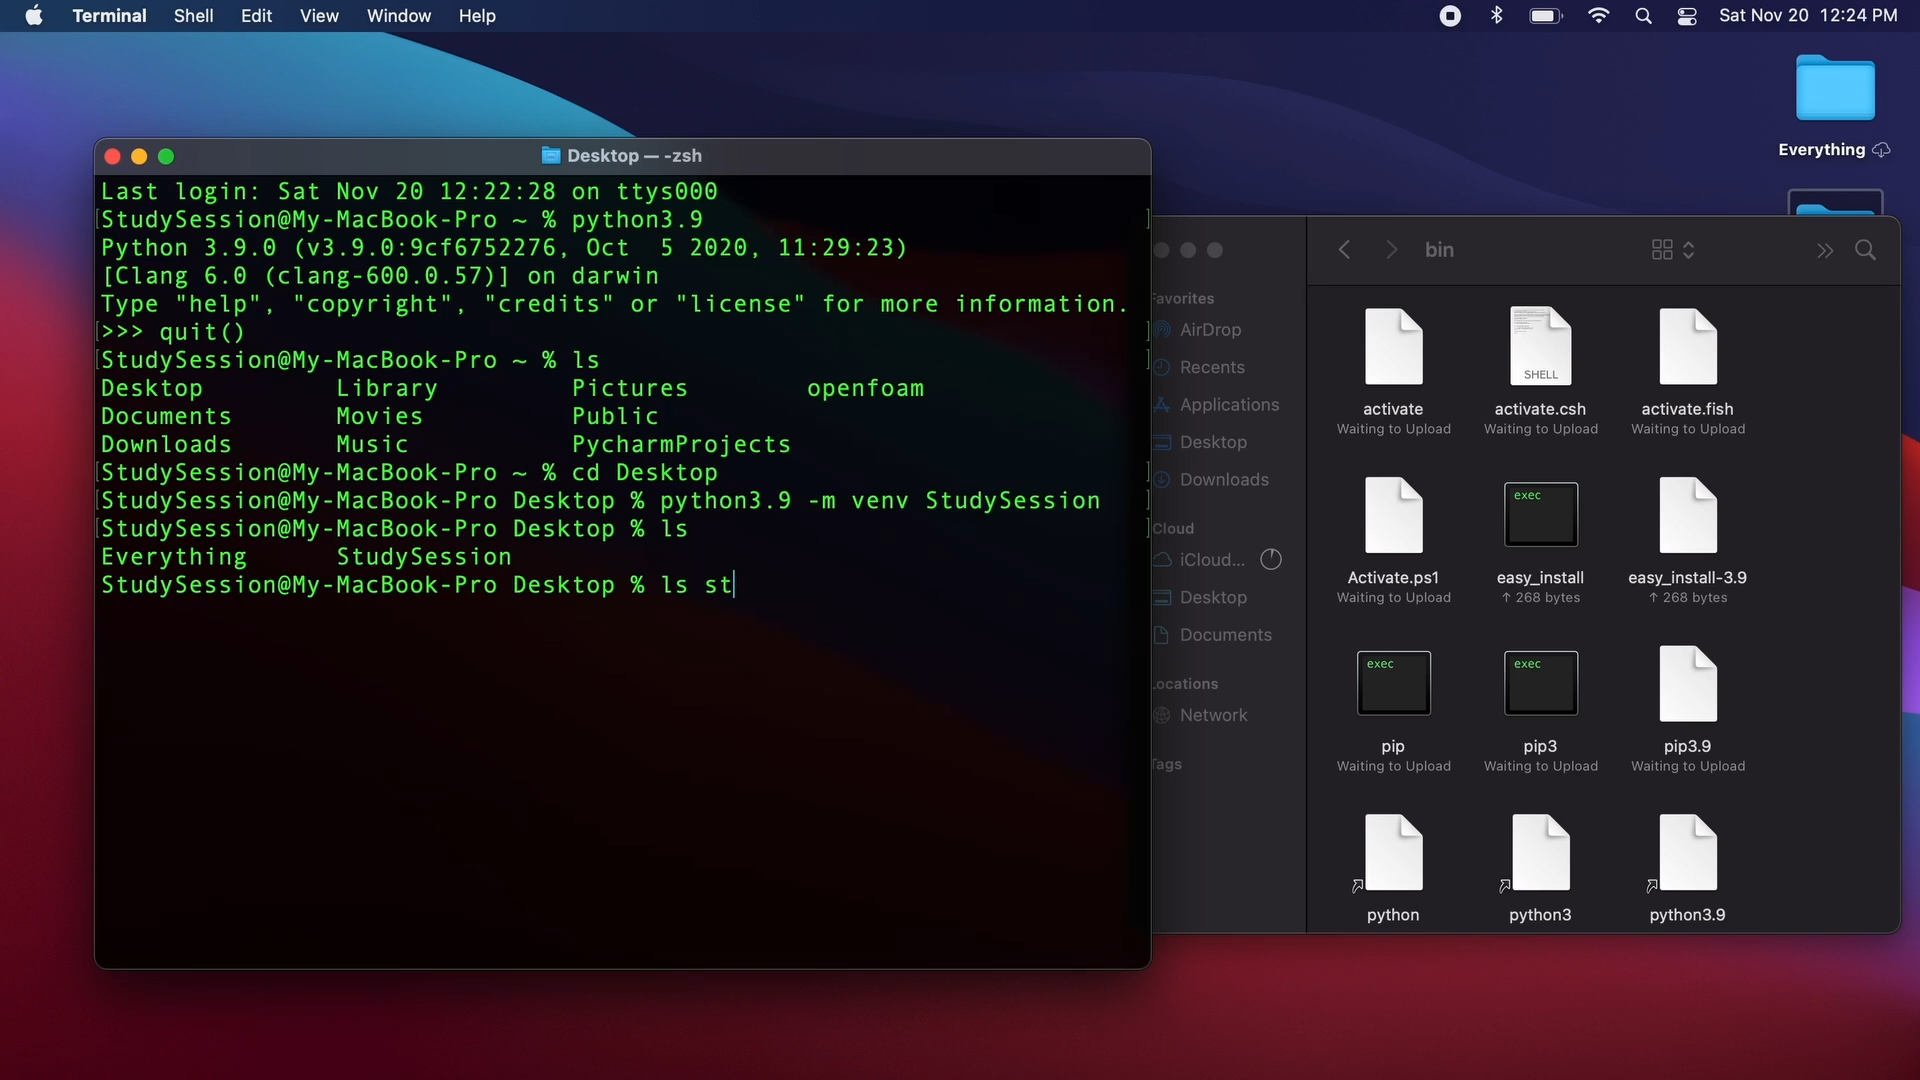 Terminal Shell Edit View Window Help
Sat Nov 20 12:24 PM
Everything
Desktop — -zsh
Last login: Sat Nov 20 12:22:28 on ttys000
[StudySession@My-MacBook-Pro ~ % python3.9 ]
Python 3.9.0 (v3.9.0:9cf6752276, Oct  5 2020, 11:29:23)
[Clang 6.0 (clang-600.0.57)] on darwin
Type "help", "copyright", "credits" or "license" for more information.
[>>> quit() ]
[StudySession@My-MacBook-Pro ~ % ls ]
Desktop Library Pictures openfoam
Documents Movies Public
Downloads Music PycharmProjects
[StudySession@My-MacBook-Pro ~ % cd Desktop ]
[StudySession@My-MacBook-Pro Desktop % python3.9 -m venv StudySession ]
[StudySession@My-MacBook-Pro Desktop % ls ]
Everything StudySession
StudySession@My-MacBook-Pro Desktop % ls st
bin
Favorites
AirDrop
Recents
Applications
Desktop
Downloads
iCloud
iCloud...
Desktop
Documents
Locations
Network
Tags
SHELL
activate activate.csh activate.fish
Waiting to Upload Waiting to Upload Waiting to Upload
exec
Activate.ps1 easy_install easy_install-3.9
Waiting to Upload ↑ 268 bytes ↑ 268 bytes
exec exec
pip pip3 pip3.9
Waiting to Upload Waiting to Upload Waiting to Upload
python python3 python3.9